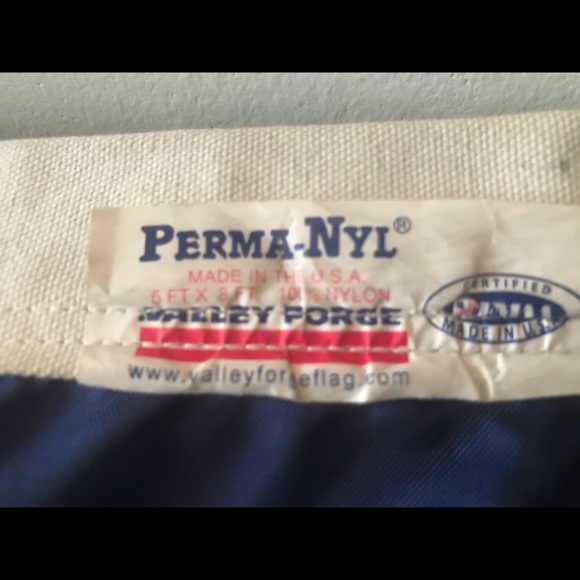 PERMA-NYL®
MADE IN THE U.S.A.
5 FT X 8 FT 100% NYLON
VALLEY FORGE
www.valleyforgeflag.com
CERTIFIED
MADE IN U.S.